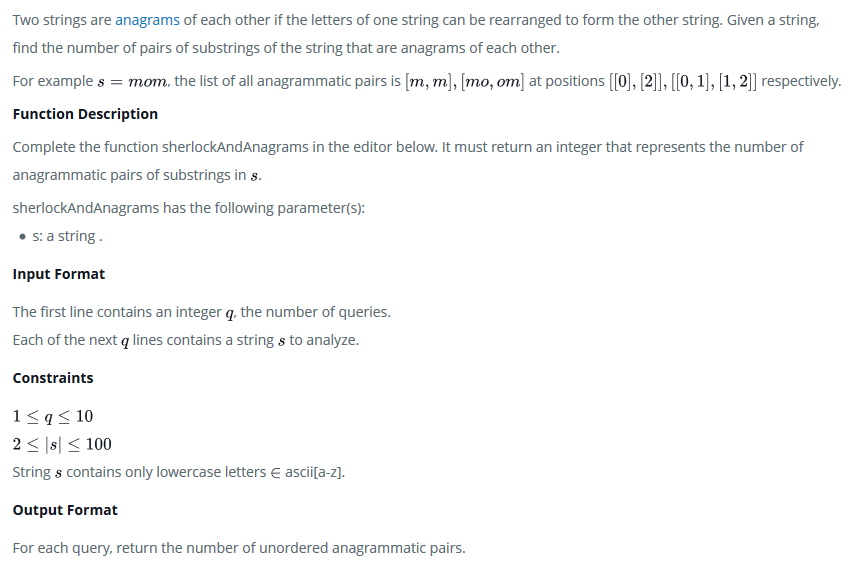 Two strings are anagrams of each other if the letters of one string can be rearranged to form the other string. Given a string,
find the number of pairs of substrings of the string that are anagrams of each other.
For example s = mom, the list of all anagrammatic pairs is [m, m], [mo, om] at positions [[0], [2]], [[0, 1], [1, 2]] respectively.
Function Description
Complete the function sherlockAndAnagrams in the editor below. It must return an integer that represents the number of
anagrammatic pairs of substrings in s.
sherlockAndAnagrams has the following parameter(s):
• s: a string .
Input Format
The first line contains an integer q, the number of queries.
Each of the next q lines contains a string s to analyze.
Constraints
1 ≤ q ≤ 10
2 ≤ |s| ≤ 100
String s contains only lowercase letters ∈ ascii[a-z].
Output Format
For each query, return the number of unordered anagrammatic pairs.